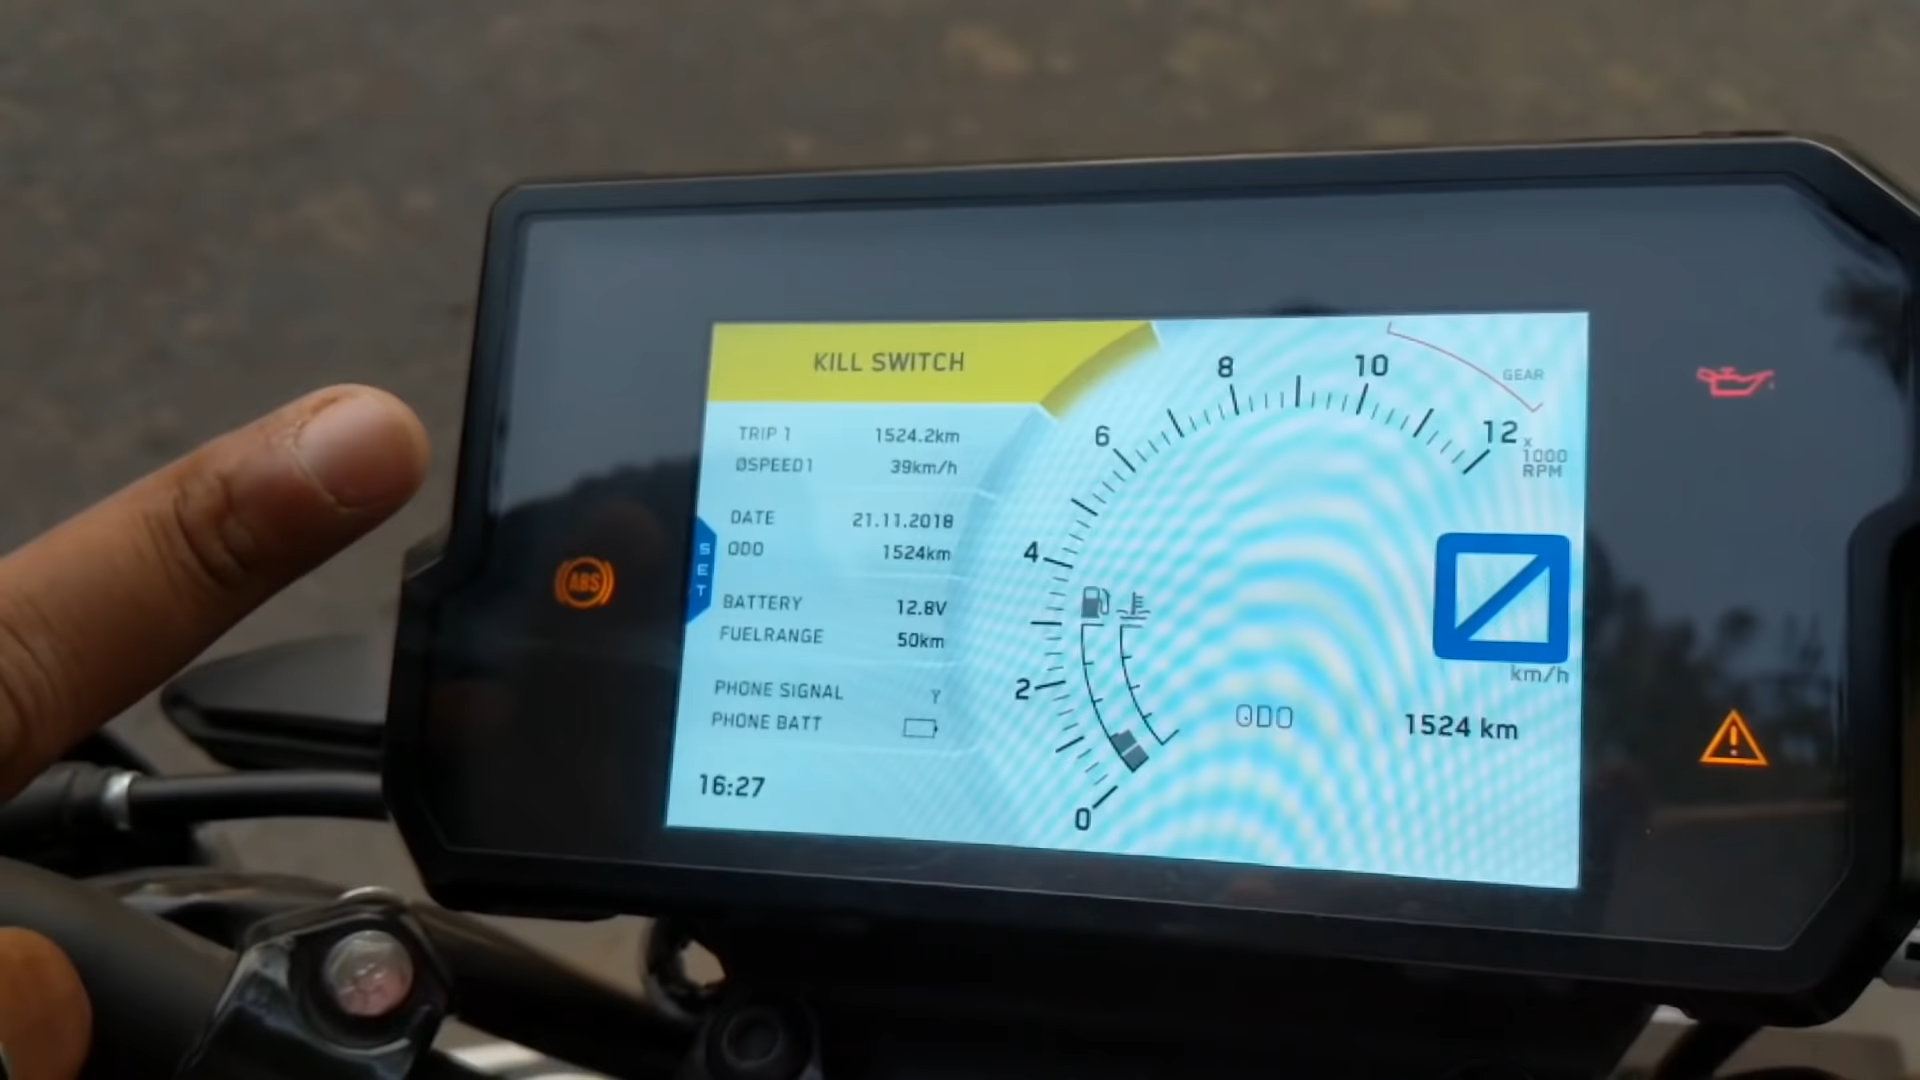 KILL SWITCH
TRIP 1 1524.2km
ØSPEED1 39km/h
DATE 21.11.2018
ODO 1524km
BATTERY 12.8V
FUELRANGE 50km
PHONE SIGNAL
PHONE BATT
16:27
SET
ABS
0
2
4
6
8
10
12
x
1000
RPM
GEAR
km/h
ODO 1524 km